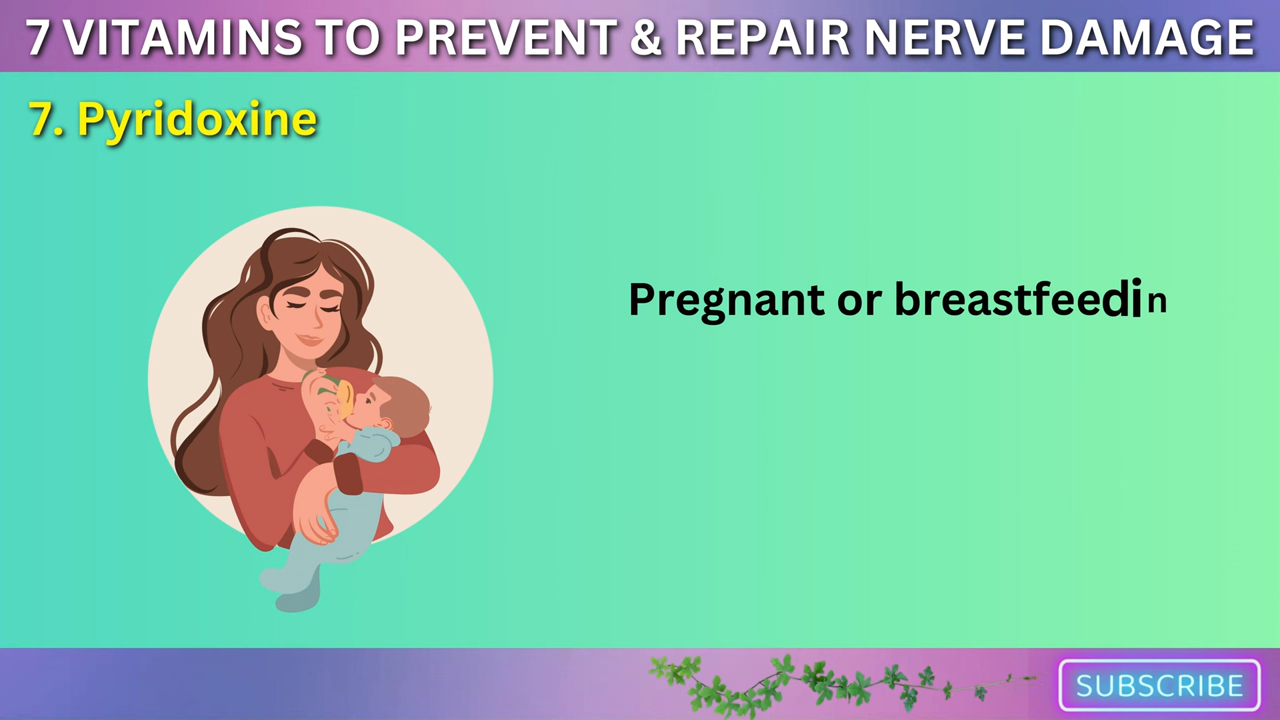 7 VITAMINS TO PREVENT & REPAIR NERVE DAMAGE
7. Pyridoxine
Pregnant or breastfeedin
SUBSCRIBE